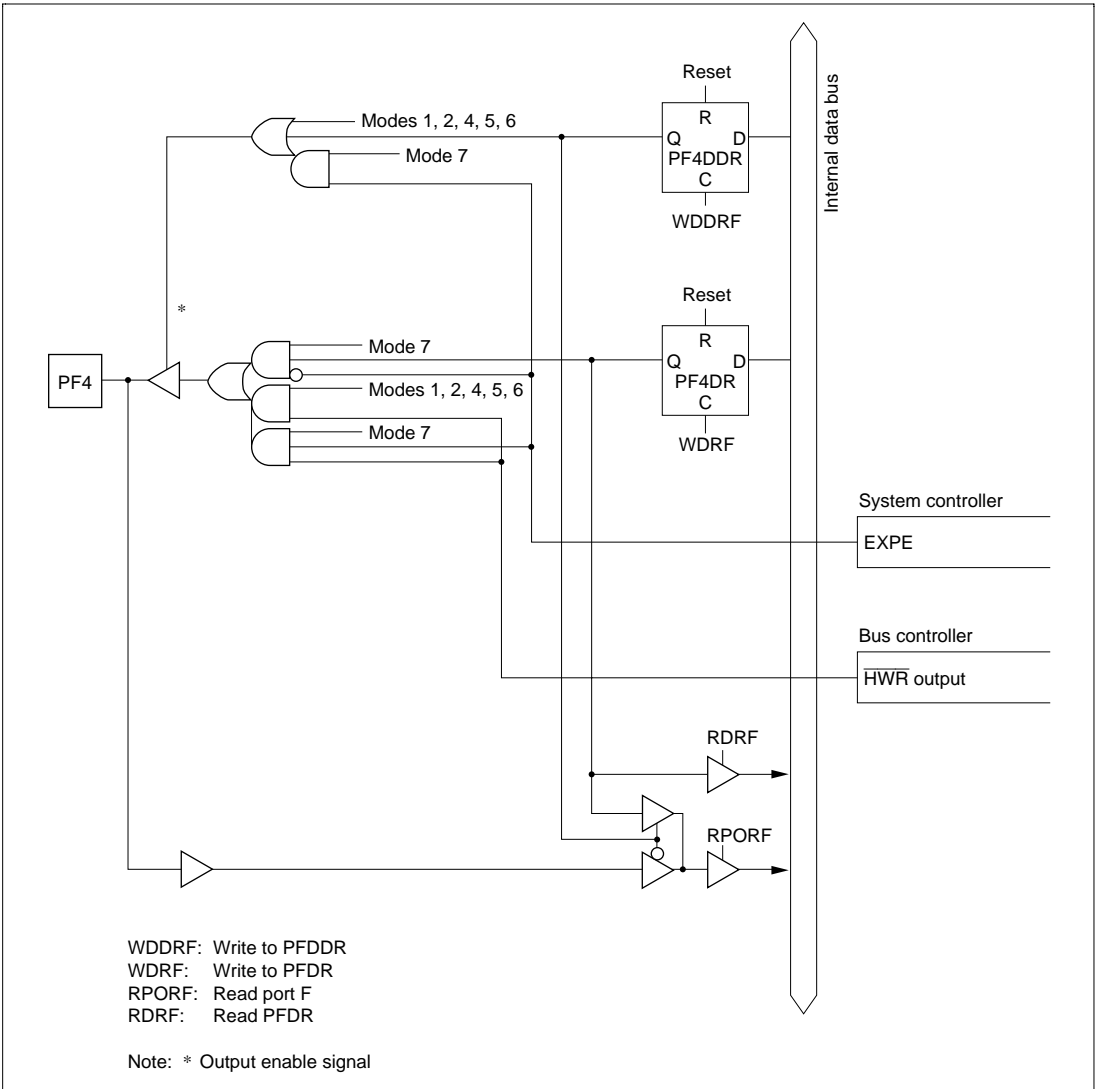 Reset
R
Q D
PF4DDR
C
WDDRF
Internal data bus
Modes 1, 2, 4, 5, 6
Mode 7
*
Reset
R
Q D
PF4DR
C
WDRF
Mode 7
PF4
Modes 1, 2, 4, 5, 6
Mode 7
System controller
EXPE
Bus controller
HWR output
RDRF
RPORF
WDDRF: Write to PFDDR
WDRF: Write to PFDR
RPORF: Read port F
RDRF: Read PFDR
Note: * Output enable signal